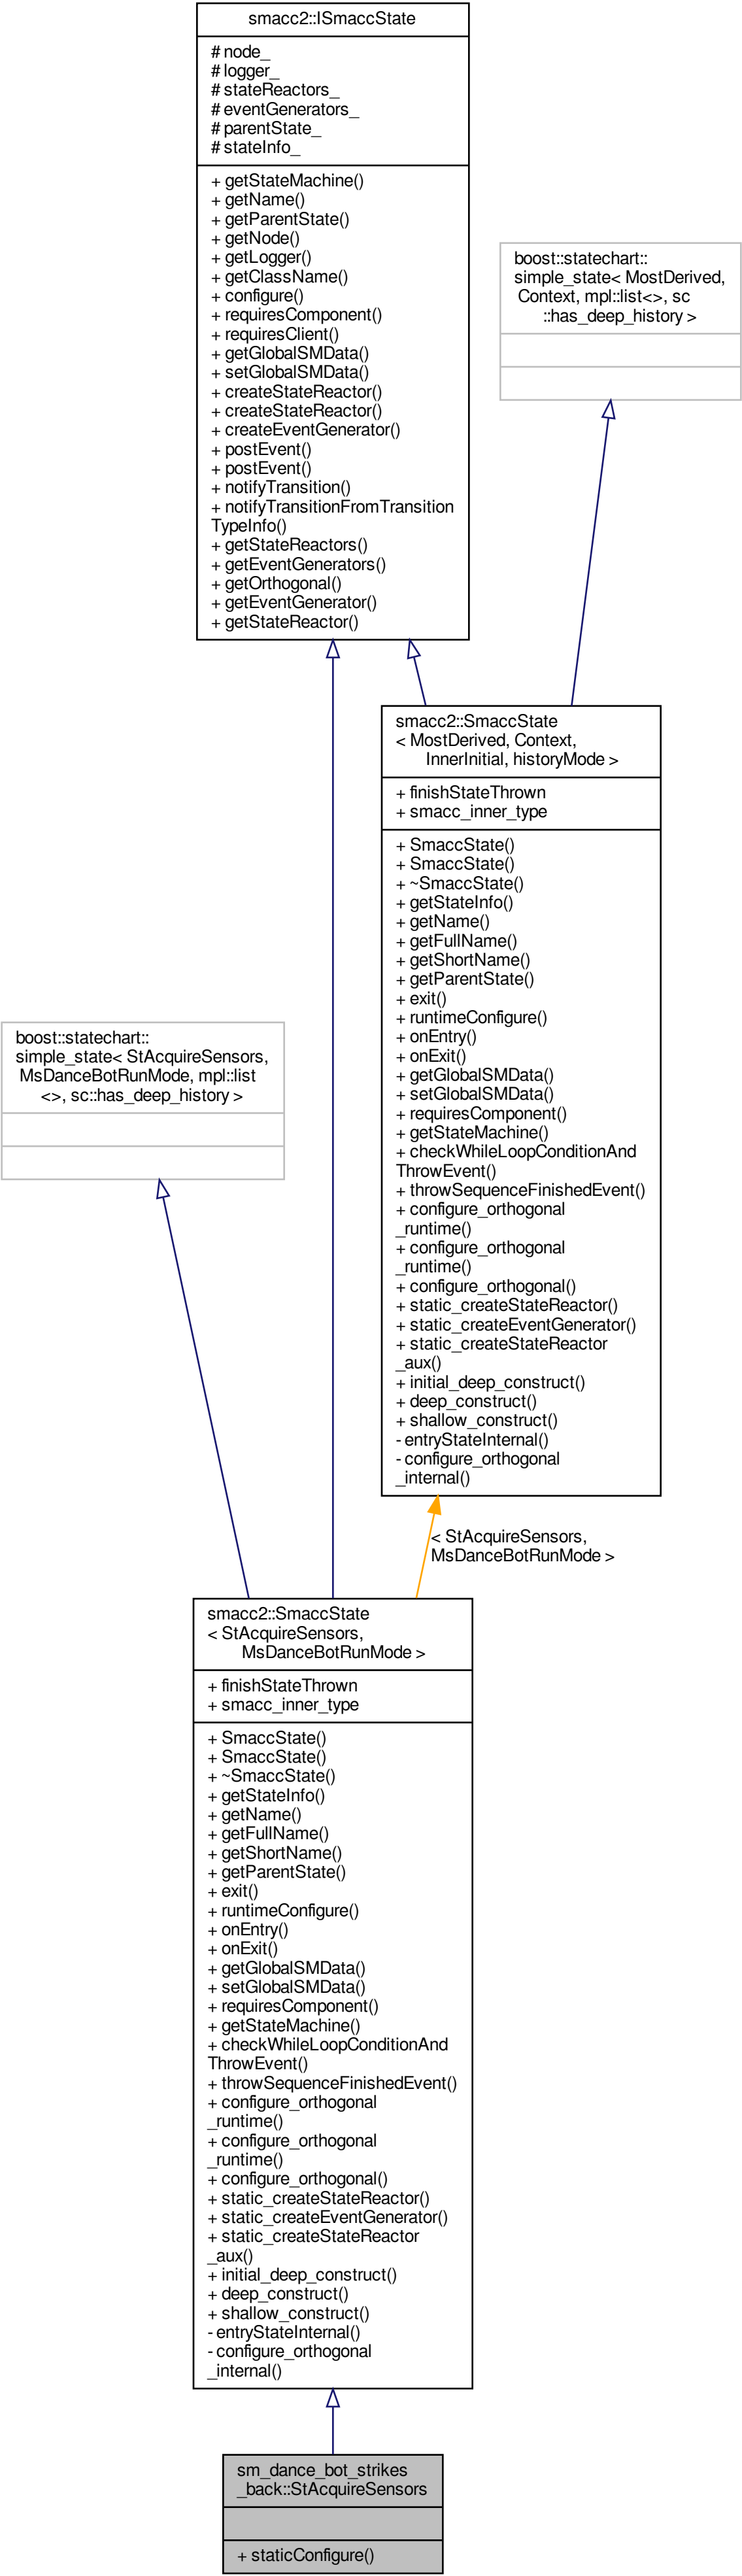 smacc2::ISmaccState
# node_
# logger_
# stateReactors_
# eventGenerators_
# parentState_
# stateInfo_
+ getStateMachine()
+ getName()
+ getParentState()
+ getNode()
+ getLogger()
+ getClassName()
+ configure()
+ requiresComponent()
+ requiresClient()
+ getGlobalSMData()
+ setGlobalSMData()
+ createStateReactor()
+ createStateReactor()
+ createEventGenerator()
+ postEvent()
+ postEvent()
+ notifyTransition()
+ notifyTransitionFromTransition
TypeInfo()
+ getStateReactors()
+ getEventGenerators()
+ getOrthogonal()
+ getEventGenerator()
+ getStateReactor()
boost::statechart::
simple_state< MostDerived,
Context, mpl::list<>, sc
::has_deep_history >
smacc2::SmaccState
< MostDerived, Context,
InnerInitial, historyMode >
+ finishStateThrown
+ smacc_inner_type
+ SmaccState()
+ SmaccState()
+ ~SmaccState()
+ getStateInfo()
+ getName()
+ getFullName()
+ getShortName()
+ getParentState()
+ exit()
+ runtimeConfigure()
+ onEntry()
+ onExit()
+ getGlobalSMData()
+ setGlobalSMData()
+ requiresComponent()
+ getStateMachine()
+ checkWhileLoopConditionAnd
ThrowEvent()
+ throwSequenceFinishedEvent()
+ configure_orthogonal
_runtime()
+ configure_orthogonal
_runtime()
+ configure_orthogonal()
+ static_createStateReactor()
+ static_createEventGenerator()
+ static_createStateReactor
_aux()
+ initial_deep_construct()
+ deep_construct()
+ shallow_construct()
- entryStateInternal()
- configure_orthogonal
_internal()
boost::statechart::
simple_state< StAcquireSensors,
MsDanceBotRunMode, mpl::list
<>, sc::has_deep_history >
< StAcquireSensors,
MsDanceBotRunMode >
smacc2::SmaccState
< StAcquireSensors,
MsDanceBotRunMode >
+ finishStateThrown
+ smacc_inner_type
+ SmaccState()
+ SmaccState()
+ ~SmaccState()
+ getStateInfo()
+ getName()
+ getFullName()
+ getShortName()
+ getParentState()
+ exit()
+ runtimeConfigure()
+ onEntry()
+ onExit()
+ getGlobalSMData()
+ setGlobalSMData()
+ requiresComponent()
+ getStateMachine()
+ checkWhileLoopConditionAnd
ThrowEvent()
+ throwSequenceFinishedEvent()
+ configure_orthogonal
_runtime()
+ configure_orthogonal
_runtime()
+ configure_orthogonal()
+ static_createStateReactor()
+ static_createEventGenerator()
+ static_createStateReactor
_aux()
+ initial_deep_construct()
+ deep_construct()
+ shallow_construct()
- entryStateInternal()
- configure_orthogonal
_internal()
sm_dance_bot_strikes
_back::StAcquireSensors
+ staticConfigure()